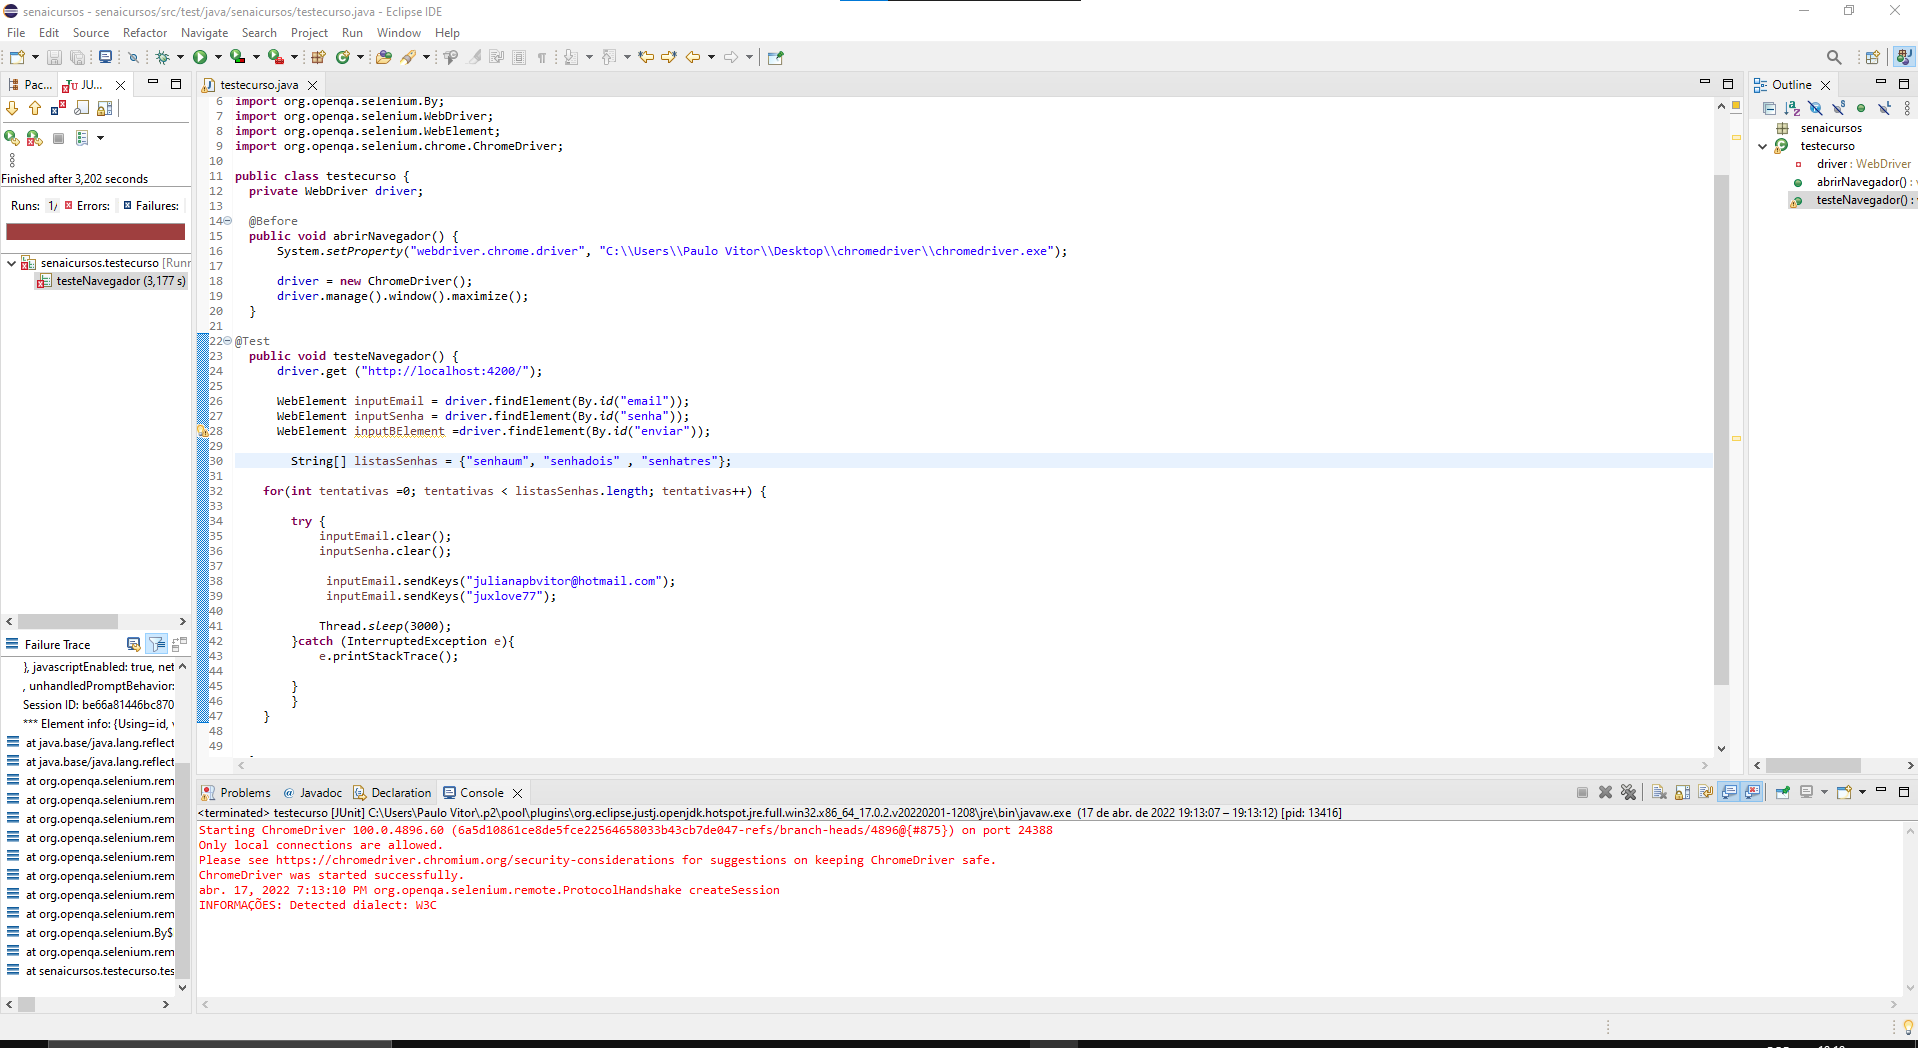 senaicursos - senaicursos/src/test/java/senaicursos/testecurso.java - Eclipse IDE
File Edit Source Refactor Navigate Search Project Run Window Help
Pac... JU...
Finished after 3,202 seconds
Runs: 1/ Errors: Failures:
senaicursos.testecurso [Runr
testeNavegador (3,177 s)
Failure Trace
}, javascriptEnabled: true, net
, unhandledPromptBehavior:
Session ID: be66a81446bc870
*** Element info: {Using=id, v
at java.base/java.lang.reflect
at java.base/java.lang.reflect
at org.openqa.selenium.rem
at org.openqa.selenium.rem
at org.openqa.selenium.rem
at org.openqa.selenium.rem
at org.openqa.selenium.rem
at org.openqa.selenium.rem
at org.openqa.selenium.rem
at org.openqa.selenium.rem
at org.openqa.selenium.By$
at org.openqa.selenium.rem
at senaicursos.testecurso.tes
testecurso.java
6 import org.openqa.selenium.By;
7 import org.openqa.selenium.WebDriver;
8 import org.openqa.selenium.WebElement;
9 import org.openqa.selenium.chrome.ChromeDriver;
10
11 public class testecurso {
12 private WebDriver driver;
13
14 @Before
15 public void abrirNavegador() {
16 System.setProperty("webdriver.chrome.driver", "C:\\Users\\Paulo Vitor\\Desktop\\chromedriver\\chromedriver.exe");
17
18 driver = new ChromeDriver();
19 driver.manage().window().maximize();
20 }
21
22 @Test
23 public void testeNavegador() {
24 driver.get ("http://localhost:4200/");
25
26 WebElement inputEmail = driver.findElement(By.id("email"));
27 WebElement inputSenha = driver.findElement(By.id("senha"));
28 WebElement inputBElement =driver.findElement(By.id("enviar"));
29
30 String[] listasSenhas = {"senhaum", "senhadois" , "senhatres"};
31
32 for(int tentativas =0; tentativas < listasSenhas.length; tentativas++) {
33
34 try {
35 inputEmail.clear();
36 inputSenha.clear();
37
38 inputEmail.sendKeys("julianapbvitor@hotmail.com");
39 inputEmail.sendKeys("juxlove77");
40
41 Thread.sleep(3000);
42 }catch (InterruptedException e){
43 e.printStackTrace();
44
45 }
46 }
47 }
48
49
Outline
senaicursos
testecurso
driver : WebDriver
abrirNavegador() : v
testeNavegador() :
Problems Javadoc Declaration Console
<terminated> testecurso [JUnit] C:\Users\Paulo Vitor\.p2\pool\plugins\org.eclipse.justj.openjdk.hotspot.jre.full.win32.x86_64_17.0.2.v20220201-1208\jre\bin\javaw.exe (17 de abr. de 2022 19:13:07 – 19:13:12) [pid: 13416]
Starting ChromeDriver 100.0.4896.60 (6a5d10861ce8de5fce22564658033b43cb7de047-refs/branch-heads/4896@{#875}) on port 24388
Only local connections are allowed.
Please see https://chromedriver.chromium.org/security-considerations for suggestions on keeping ChromeDriver safe.
ChromeDriver was started successfully.
abr. 17, 2022 7:13:10 PM org.openqa.selenium.remote.ProtocolHandshake createSession
INFORMAÇÕES: Detected dialect: W3C